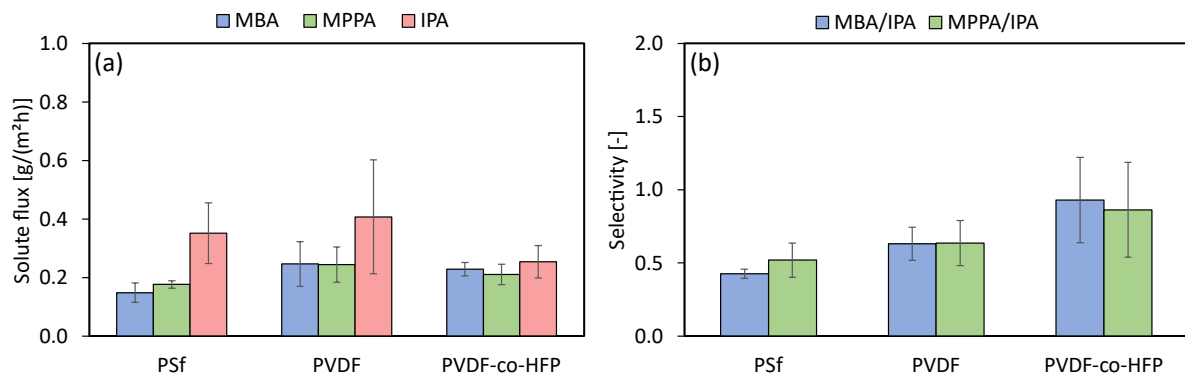 MBA MPPA IPA
(a)
Solute flux [g/(m²h)]
1.0
0.8
0.6
0.4
0.2
0.0
PSf PVDF PVDF-co-HFP
MBA/IPA MPPA/IPA
(b)
Selectivity [-]
2.0
1.5
1.0
0.5
0.0
PSf PVDF PVDF-co-HFP